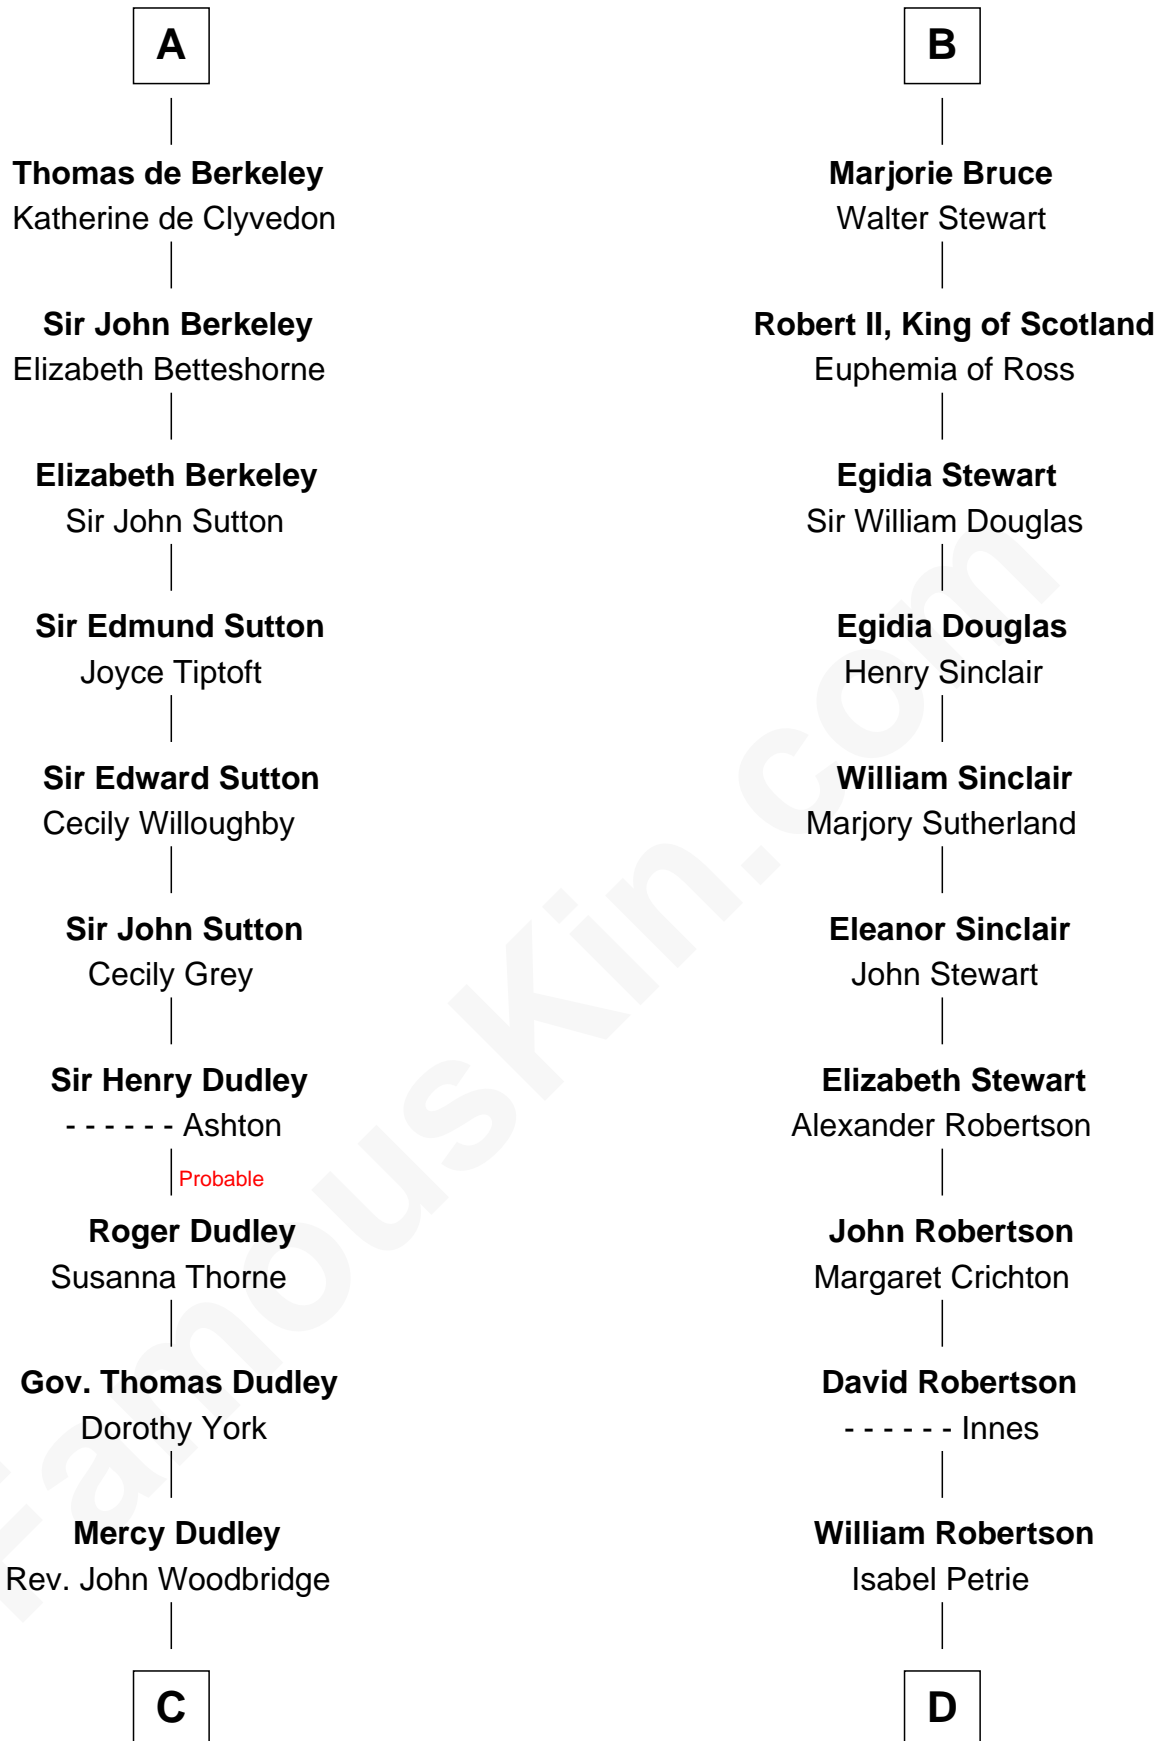 A
Thomas de Berkeley
Katherine de Clyvedon
Sir John Berkeley
Elizabeth Betteshorne
Elizabeth Berkeley
Sir John Sutton
Sir Edmund Sutton
Joyce Tiptoft
Sir Edward Sutton
Cecily Willoughby
Sir John Sutton
Cecily Grey
Sir Henry Dudley
- - - - - - Ashton
Probable
Roger Dudley
Susanna Thorne
Gov. Thomas Dudley
Dorothy York
Mercy Dudley
Rev. John Woodbridge
C
B
Marjorie Bruce
Walter Stewart
Robert II, King of Scotland
Euphemia of Ross
Egidia Stewart
Sir William Douglas
Egidia Douglas
Henry Sinclair
William Sinclair
Marjory Sutherland
Eleanor Sinclair
John Stewart
Elizabeth Stewart
Alexander Robertson
John Robertson
Margaret Crichton
David Robertson
- - - - - - Innes
William Robertson
Isabel Petrie
D
FamousKin.com